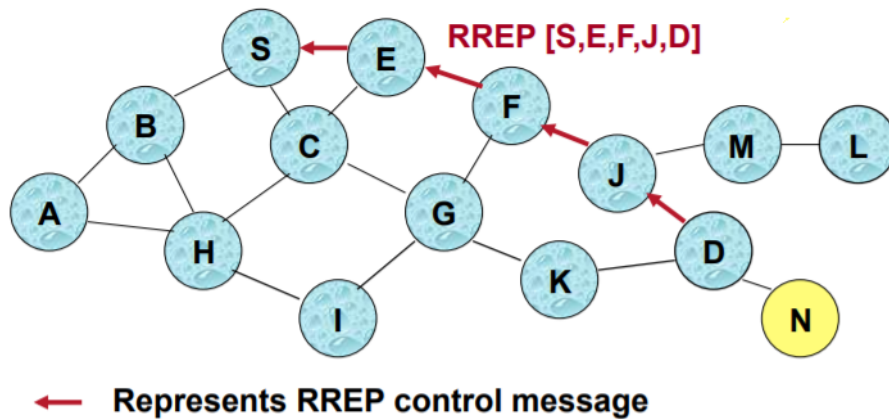 RREP [S,E,F,J,D]
S
E
F
B
C
J
M
L
A
G
H
D
K
I
N
Represents RREP control message